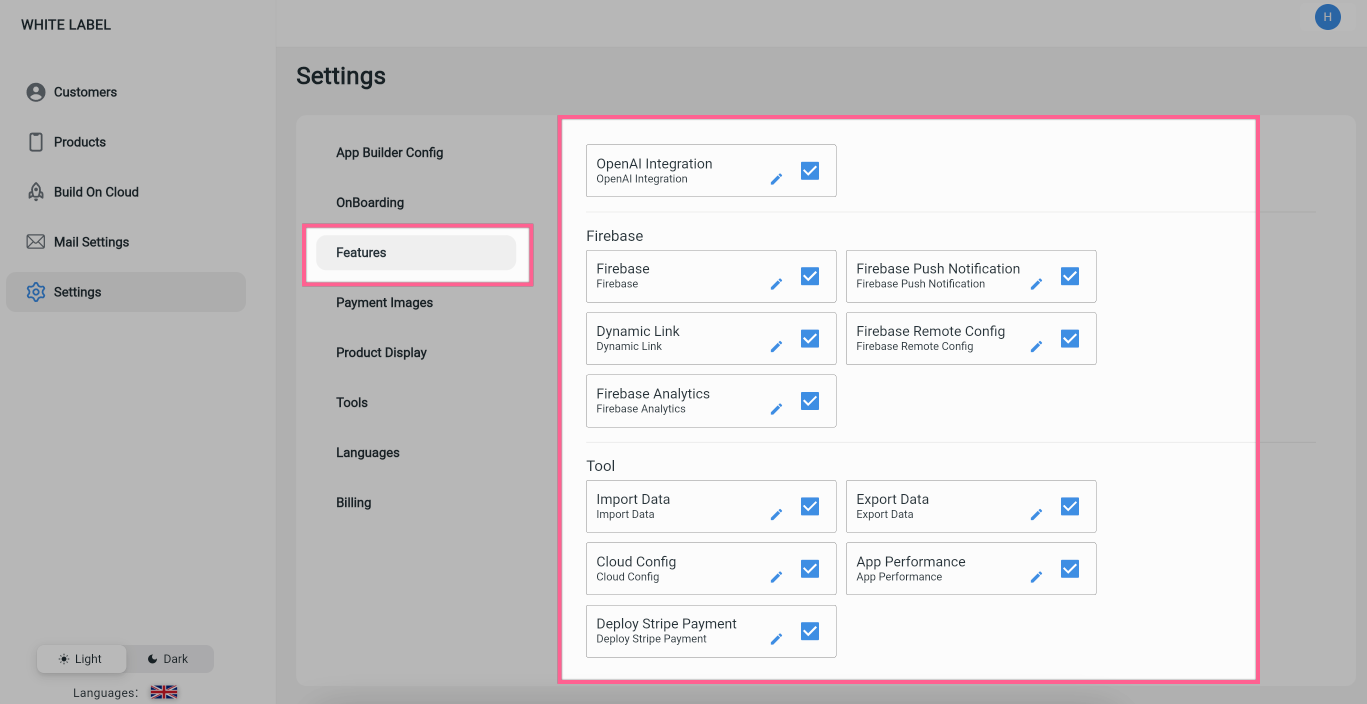 WHITE LABEL
H
Customers
Products
Build On Cloud
Mail Settings
Settings
Light
Dark
Languages:
Settings
App Builder Config
OnBoarding
Features
Payment Images
Product Display
Tools
Languages
Billing
OpenAI Integration
OpenAI Integration
Firebase
Firebase
Firebase
Firebase Push Notification
Firebase Push Notification
Dynamic Link
Dynamic Link
Firebase Remote Config
Firebase Remote Config
Firebase Analytics
Firebase Analytics
Tool
Import Data
Import Data
Export Data
Export Data
Cloud Config
Cloud Config
App Performance
App Performance
Deploy Stripe Payment
Deploy Stripe Payment